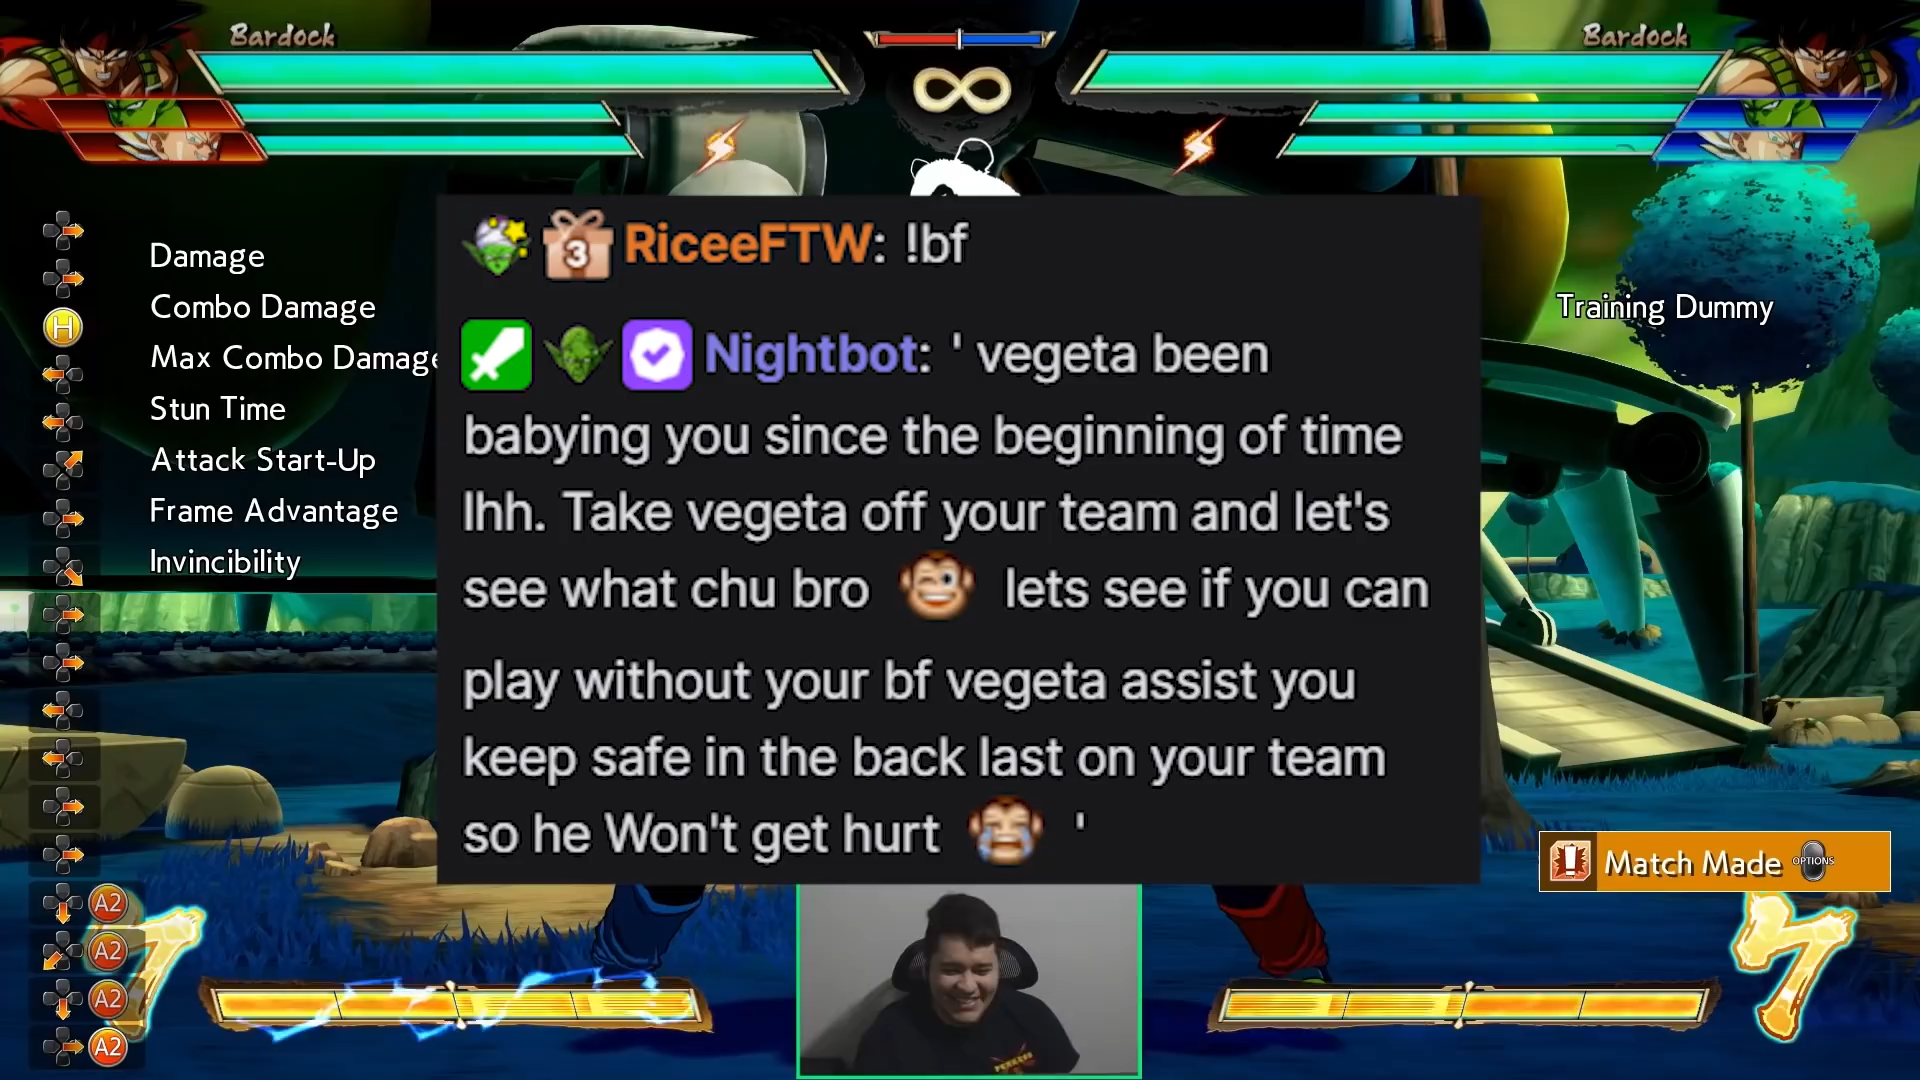 Bardock
Bardock
∞
Damage
Combo Damage
Max Combo Damage
Stun Time
Attack Start-Up
Frame Advantage
Invincibility
H
A2
A2
A2
A2
Training Dummy
3 RiceeFTW: !bf
Nightbot: ' vegeta been
babying you since the beginning of time
lhh. Take vegeta off your team and let's
see what chu bro 🐵 lets see if you can
play without your bf vegeta assist you
keep safe in the back last on your team
so he Won't get hurt 🐵 '
! Match Made OPTIONS
7
7